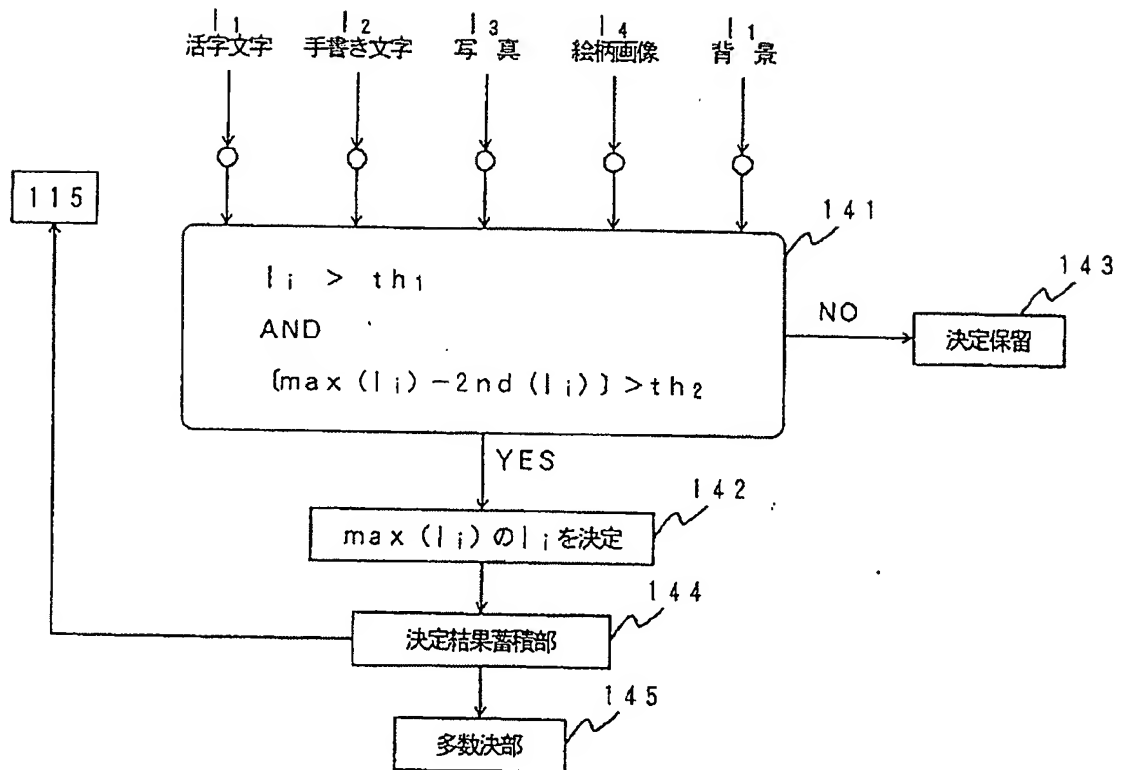 l₁ l₂ l₃ l₄ l₁
活字文字 手書き文字 写真 絵柄画像 背景
115
141
lᵢ > th₁
AND
[max(lᵢ)-2nd(lᵢ)]>th₂
NO
143
決定保留
YES
142
max(lᵢ)のlᵢを決定
144
決定結果蓄積部
145
多数決部